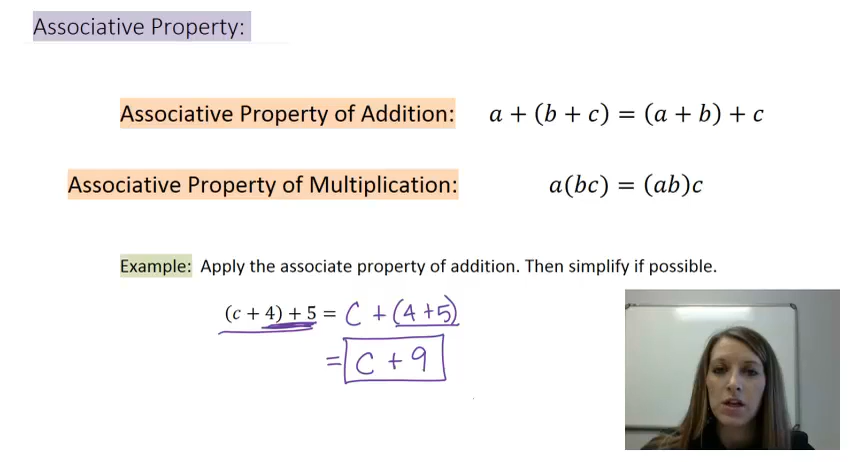 Associative Property:
Associative Property of Addition: a + (b + c) = (a + b) + c
Associative Property of Multiplication: a(bc) = (ab)c
Example: Apply the associate property of addition. Then simplify if possible.
(c + 4) + 5 = C + (4 + 5)
= C + 9